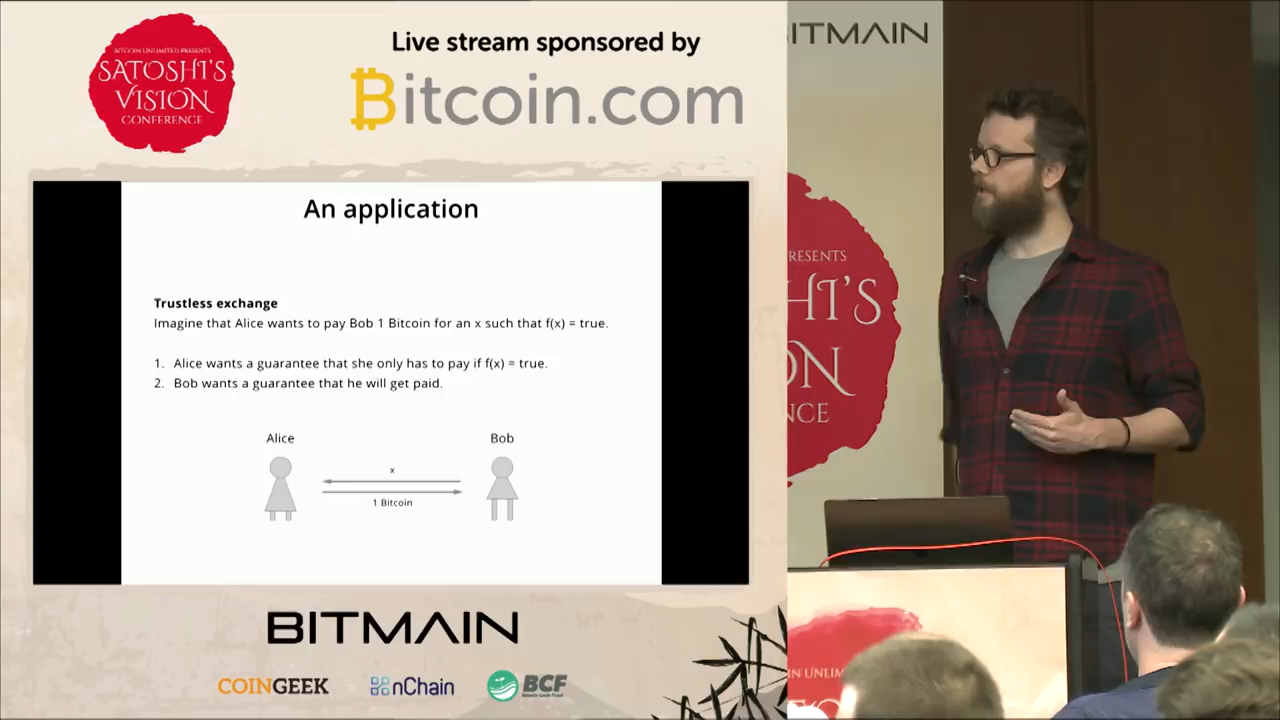 BITCOIN UNLIMITED PRESENTS
SATOSHI'S
VISION
CONFERENCE
Live stream sponsored by
Bitcoin.com
An application
Trustless exchange
Imagine that Alice wants to pay Bob 1 Bitcoin for an x such that f(x) = true.
1. Alice wants a guarantee that she only has to pay if f(x) = true.
2. Bob wants a guarantee that he will get paid.
Alice
Bob
x
1 Bitcoin
BITMAIN
COINGEEK
nChain
BCF
ITMAIN
RESENTS
HI'S
ON
NCE
IN UNLIM